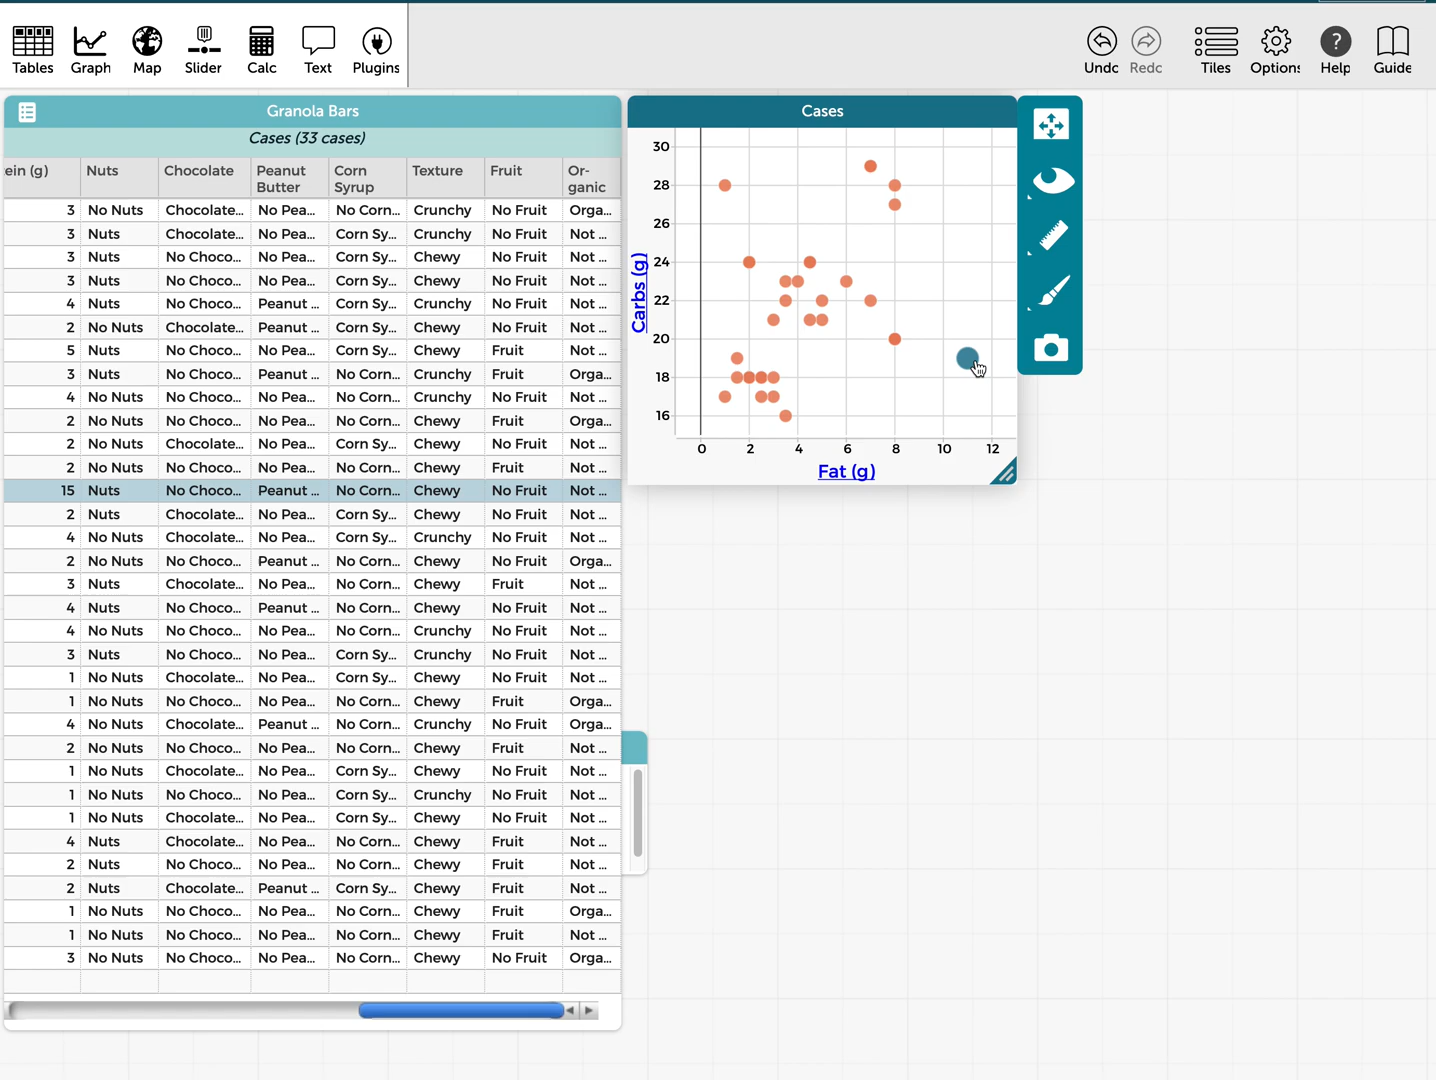 Tables Graph Map Slider Calc Text Plugins Undo Redo Tiles Options Help Guide
Granola Bars
Cases (33 cases)
ein (g) Nuts Chocolate Peanut Butter Corn Syrup Texture Fruit Or- ganic
3 No Nuts Chocolate... No Pea... No Corn... Crunchy No Fruit Orga...
3 Nuts Chocolate... No Pea... Corn Sy... Crunchy No Fruit Not ...
3 Nuts No Choco... No Pea... Corn Sy... Chewy No Fruit Not ...
3 Nuts No Choco... No Pea... Corn Sy... Chewy No Fruit Not ...
4 Nuts No Choco... Peanut ... Corn Sy... Crunchy No Fruit Not ...
2 No Nuts Chocolate... Peanut ... Corn Sy... Chewy No Fruit Not ...
5 Nuts No Choco... No Pea... Corn Sy... Chewy Fruit Not ...
3 Nuts No Choco... Peanut ... No Corn... Crunchy Fruit Orga...
4 Nuts No Choco... No Pea... No Corn... Crunchy No Fruit Not ...
2 No Nuts No Choco... No Pea... No Corn... Chewy Fruit Orga...
2 No Nuts Chocolate... No Pea... Corn Sy... Chewy No Fruit Not ...
2 No Nuts No Choco... No Pea... No Corn... Chewy Fruit Not ...
15 Nuts No Choco... Peanut ... No Corn... Chewy No Fruit Not ...
2 Nuts Chocolate... No Pea... Corn Sy... Chewy No Fruit Not ...
4 No Nuts Chocolate... No Pea... Corn Sy... Crunchy No Fruit Not ...
2 No Nuts No Choco... Peanut ... No Corn... Chewy No Fruit Orga...
3 Nuts Chocolate... No Pea... No Corn... Chewy Fruit Not ...
4 Nuts No Choco... Peanut ... No Corn... Chewy No Fruit Not ...
4 No Nuts No Choco... No Pea... No Corn... Crunchy No Fruit Not ...
3 Nuts No Choco... No Pea... Corn Sy... Crunchy No Fruit Not ...
1 No Nuts Chocolate... No Pea... Corn Sy... Chewy No Fruit Not ...
1 No Nuts No Choco... No Pea... No Corn... Chewy Fruit Orga...
4 No Nuts Chocolate... Peanut ... No Corn... Crunchy No Fruit Orga...
2 No Nuts No Choco... No Pea... No Corn... Chewy Fruit Not ...
1 No Nuts Chocolate... No Pea... Corn Sy... Chewy No Fruit Not ...
1 No Nuts No Choco... No Pea... Corn Sy... Crunchy No Fruit Not ...
1 No Nuts Chocolate... No Pea... Corn Sy... Chewy No Fruit Not ...
4 Nuts Chocolate... No Pea... No Corn... Chewy Fruit Not ...
2 Nuts No Choco... No Pea... No Corn... Chewy Fruit Not ...
2 Nuts Chocolate... Peanut ... Corn Sy... Chewy Fruit Not ...
1 No Nuts No Choco... No Pea... No Corn... Chewy Fruit Orga...
1 No Nuts No Choco... No Pea... No Corn... Chewy Fruit Not ...
3 No Nuts No Choco... No Pea... No Corn... Chewy No Fruit Orga...
Cases
Carbs (g)
30
28
26
24
22
20
18
16
0 2 4 6 8 10 12
Fat (g)